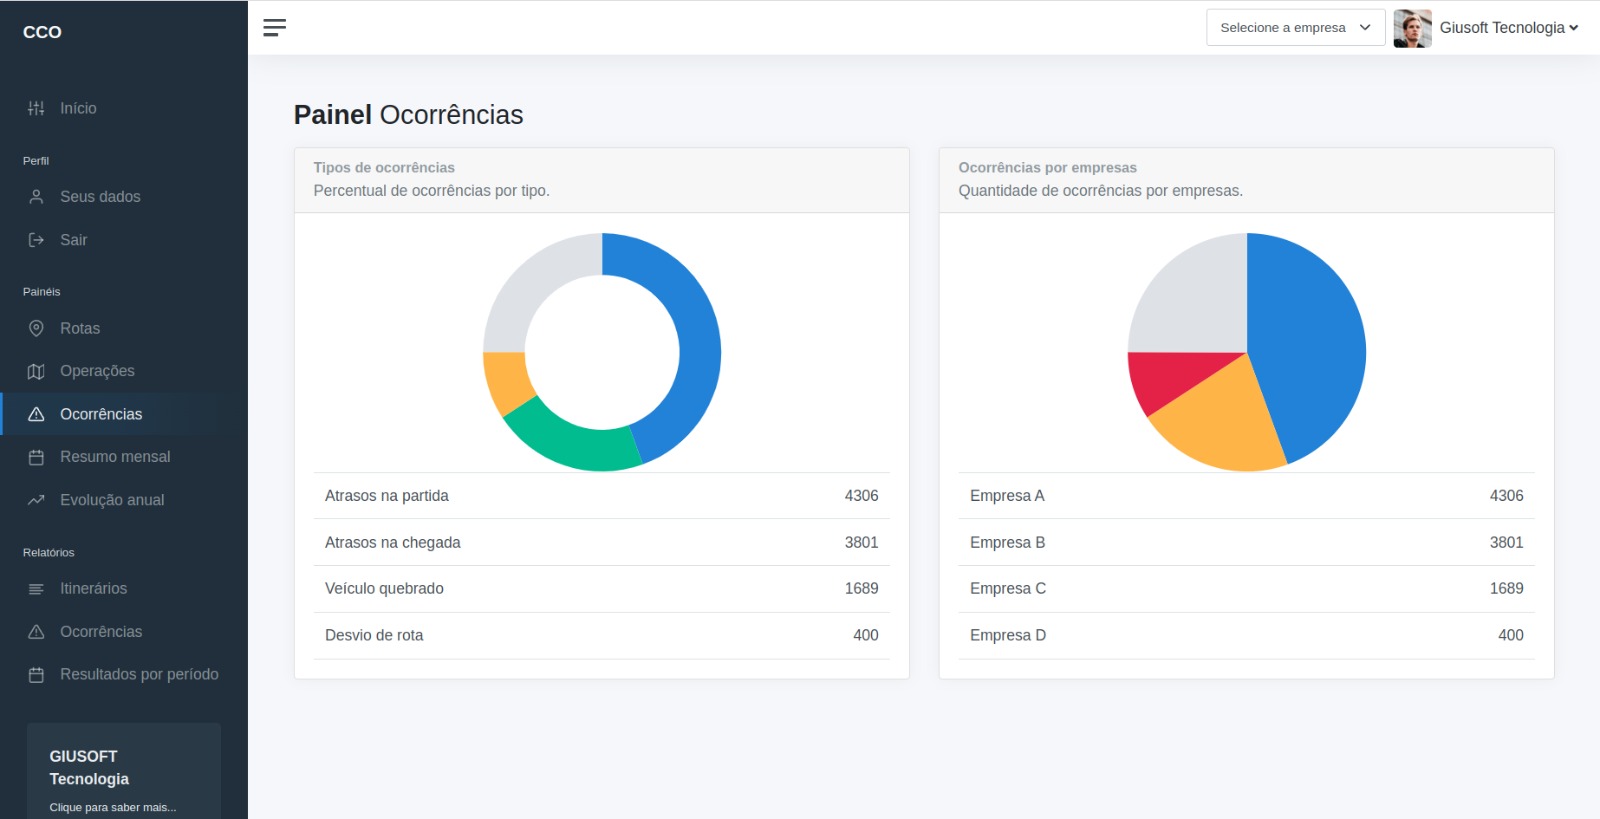 CCO
Início
Perfil
Seus dados
Sair
Painéis
Rotas
Operações
Ocorrências
Resumo mensal
Evolução anual
Relatórios
Itinerários
Ocorrências
Resultados por período
GIUSOFT
Tecnologia
Clique para saber mais...
Selecione a empresa
Giusoft Tecnologia
Painel Ocorrências
Tipos de ocorrências
Percentual de ocorrências por tipo.
Atrasos na partida 4306
Atrasos na chegada 3801
Veículo quebrado 1689
Desvio de rota 400
Ocorrências por empresas
Quantidade de ocorrências por empresas.
Empresa A 4306
Empresa B 3801
Empresa C 1689
Empresa D 400